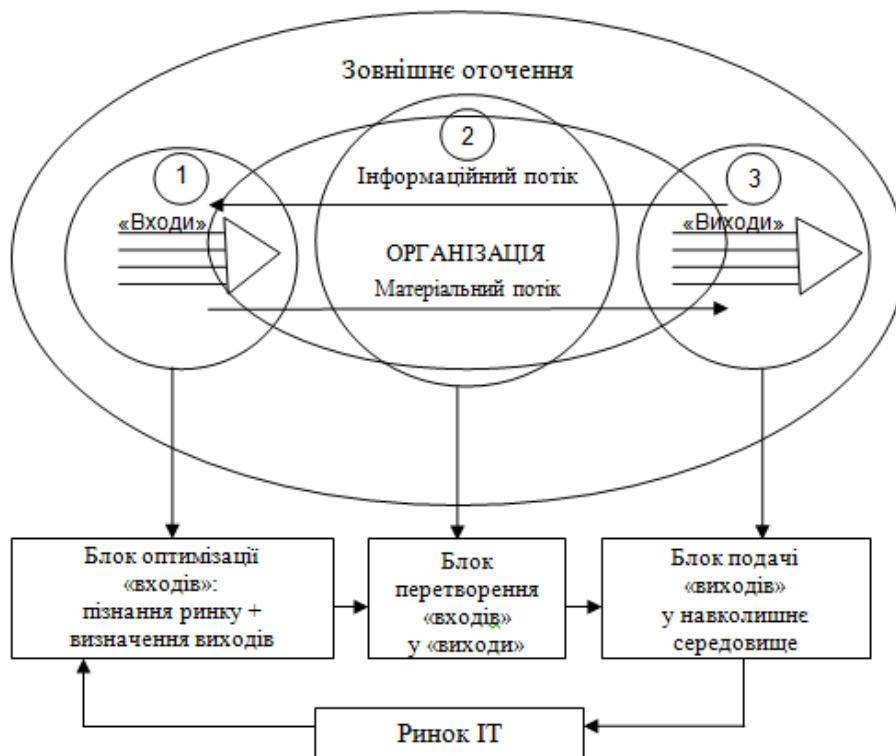 Зовнішнє оточення
1
2
3
Інформаційний потік
«Входи»
«Виходи»
ОРГАНІЗАЦІЯ
Матеріальний потік
Блок оптимізації
«входів»:
пізнання ринку +
визначення виходів
Блок
перетворення
«входів»
у «виходи»
Блок подачі
«виходів»
у навколишнє
середовище
Ринок ІТ